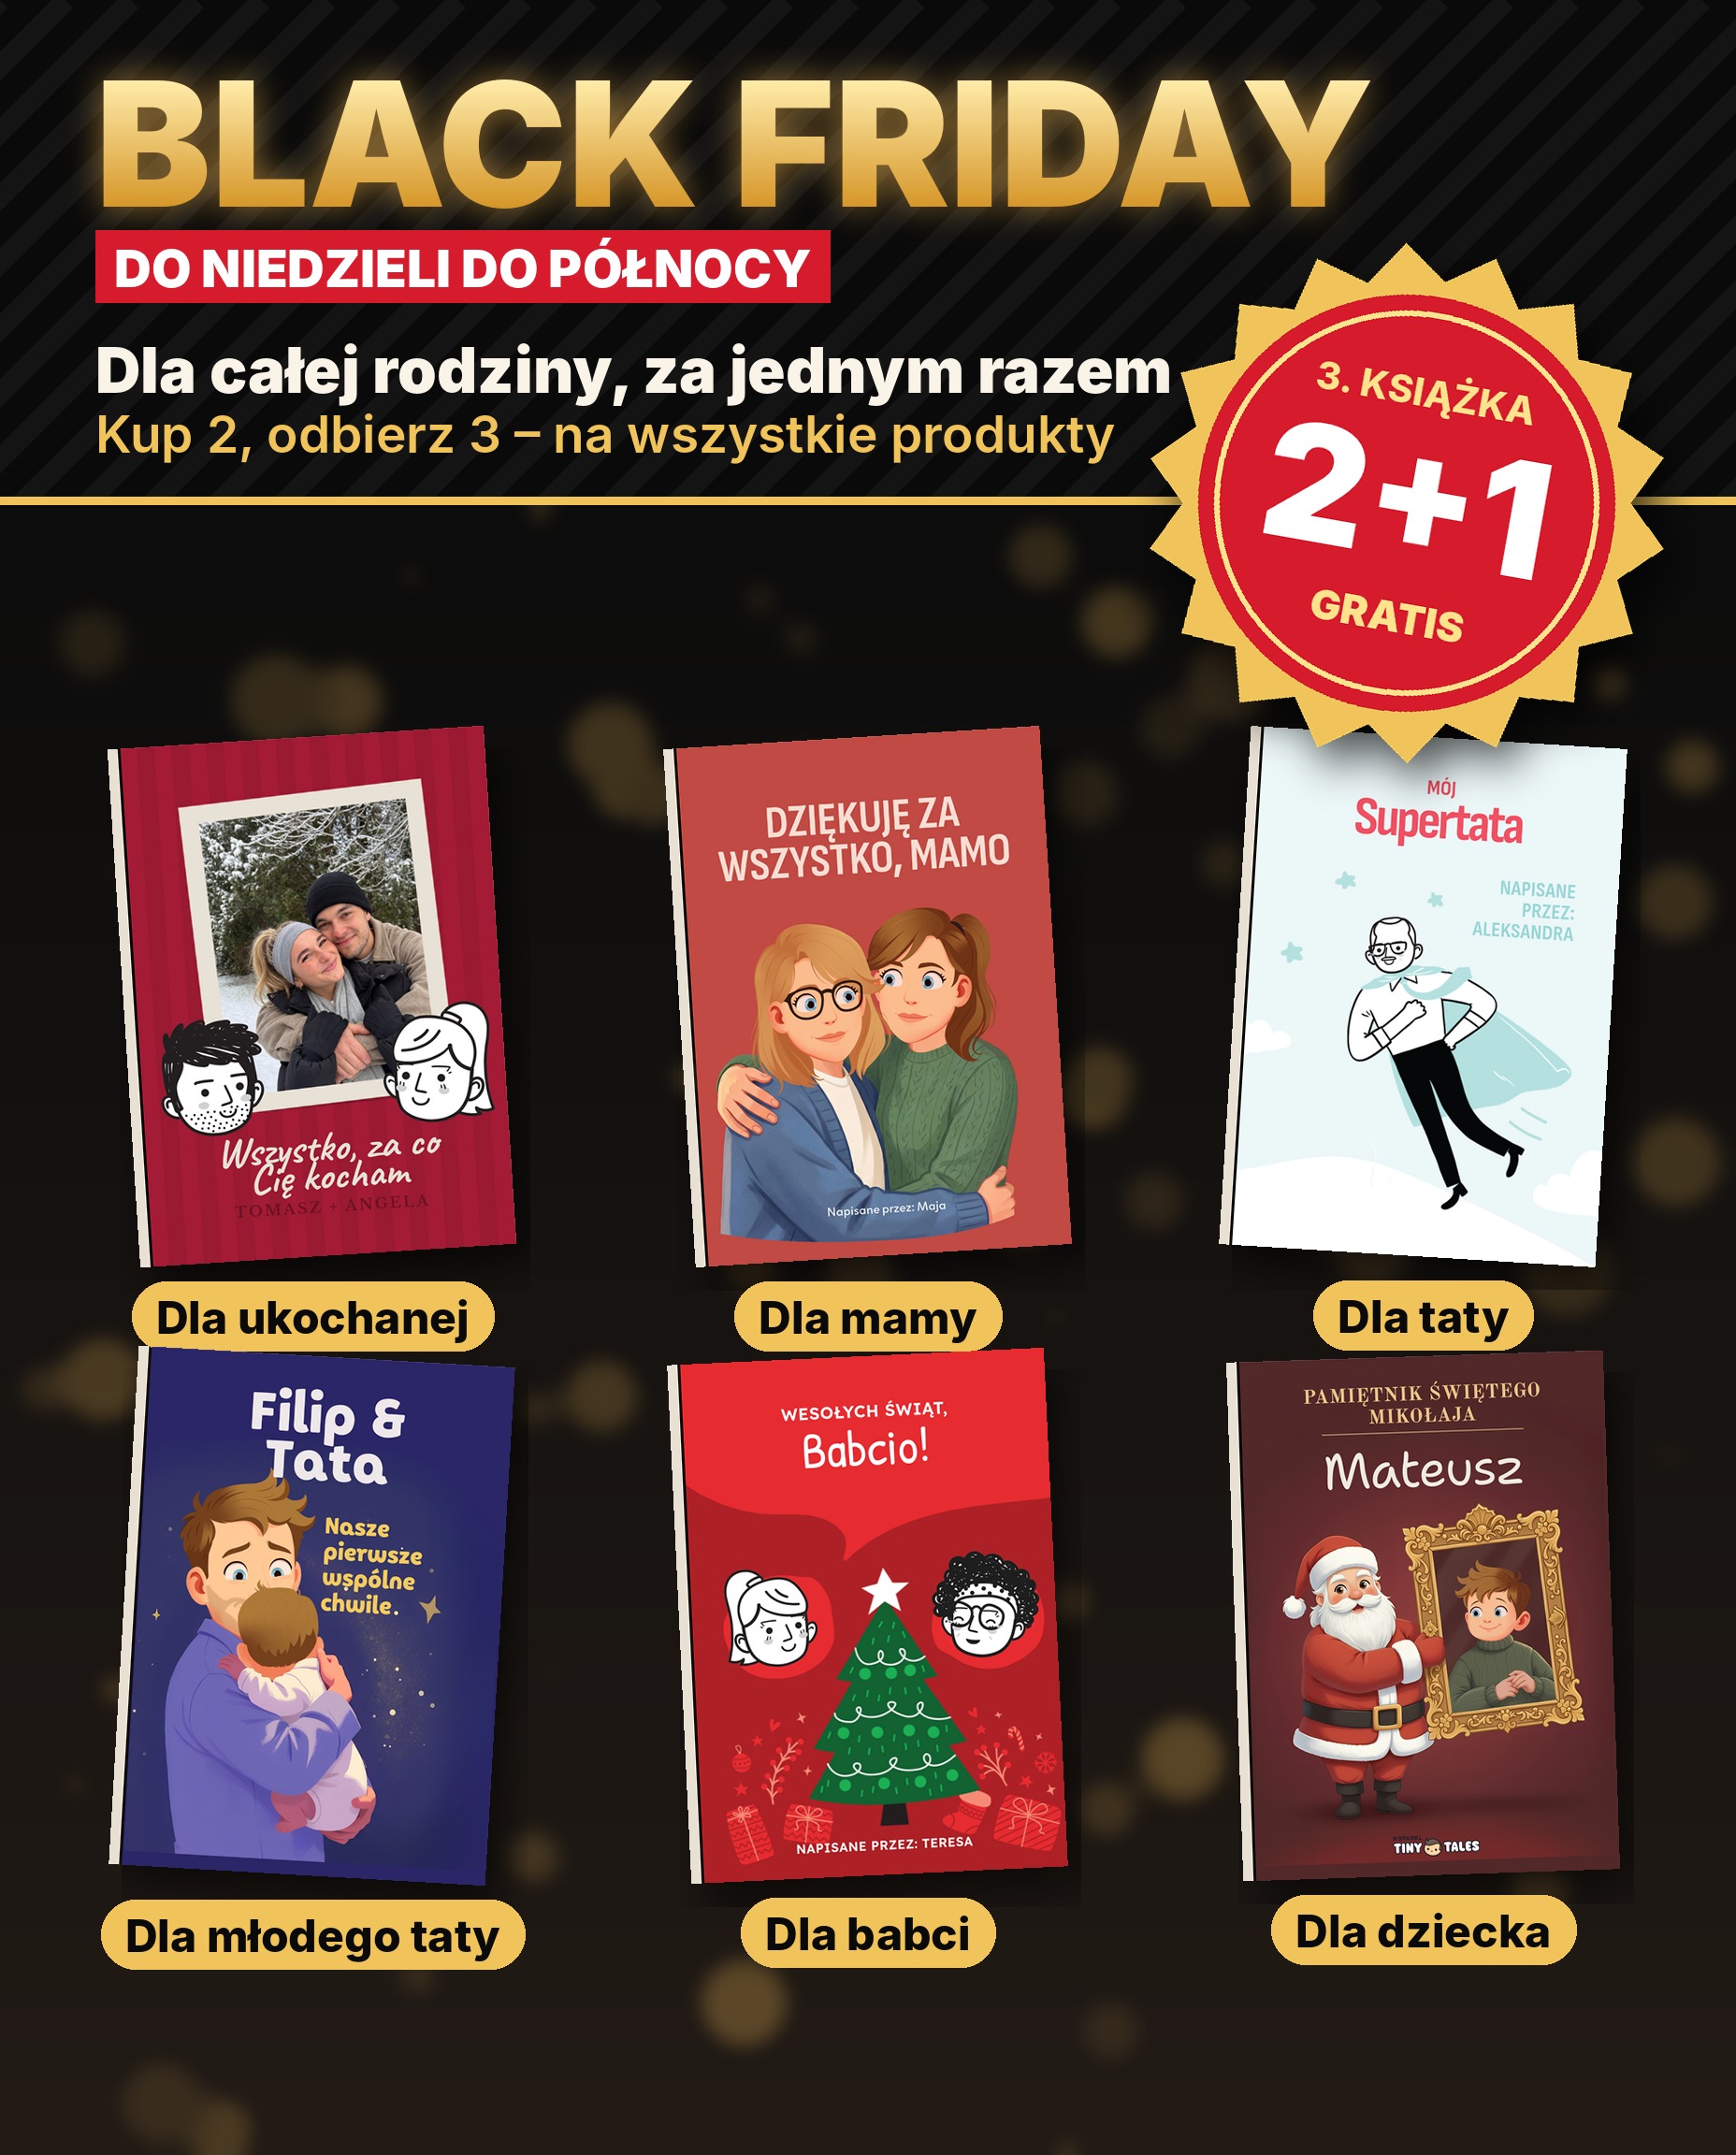 BLACK FRIDAY
DO NIEDZIELI DO PÓŁNOCY
Dla całej rodziny, za jednym razem
Kup 2, odbierz 3 – na wszystkie produkty
3. KSIĄŻKA
2+1
GRATIS
Wszystko, za co
Cię kocham
TOMASZ + ANGELA
Dla ukochanej
DZIĘKUJĘ ZA
WSZYSTKO, MAMO
Napisane przez: Maja
Dla mamy
MÓJ
Supertata
NAPISANE
PRZEZ:
ALEKSANDRA
Dla taty
Filip &
Tata
Nasze
pierwsze
wspólne
chwile.
Dla młodego taty
WESOŁYCH ŚWIĄT,
Babcio!
NAPISANE PRZEZ: TERESA
Dla babci
PAMIĘTNIK ŚWIĘTEGO
MIKOŁAJA
Mateusz
TINY TALES
Dla dziecka